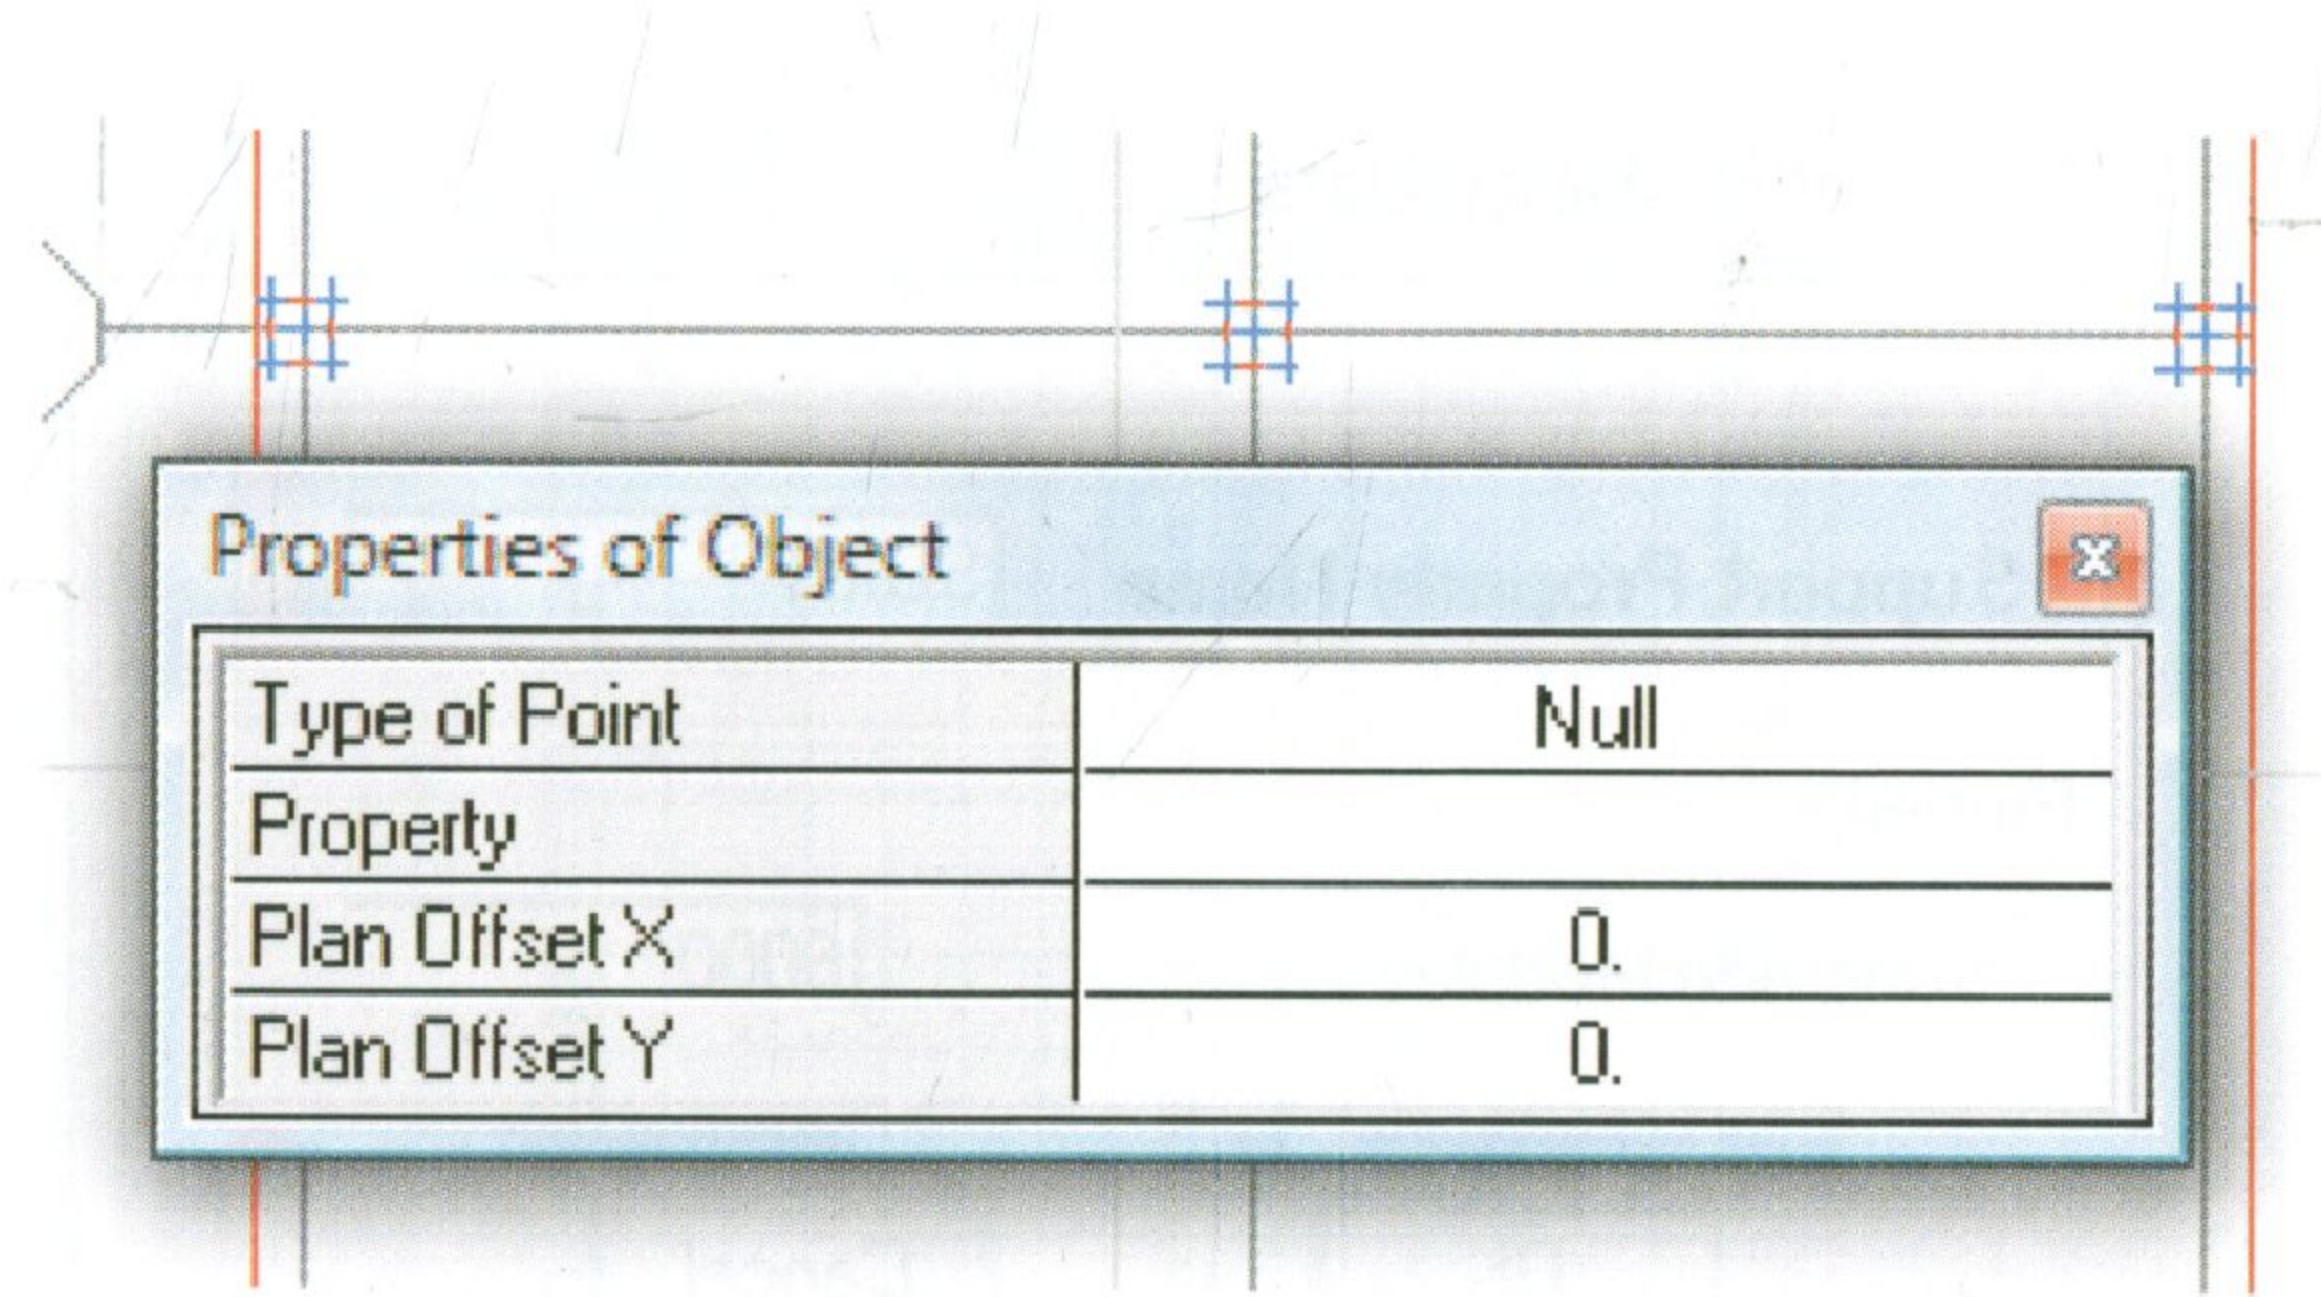 Properties of Object
Type of Point Null
Property
Plan Offset X 0.
Plan Offset Y 0.